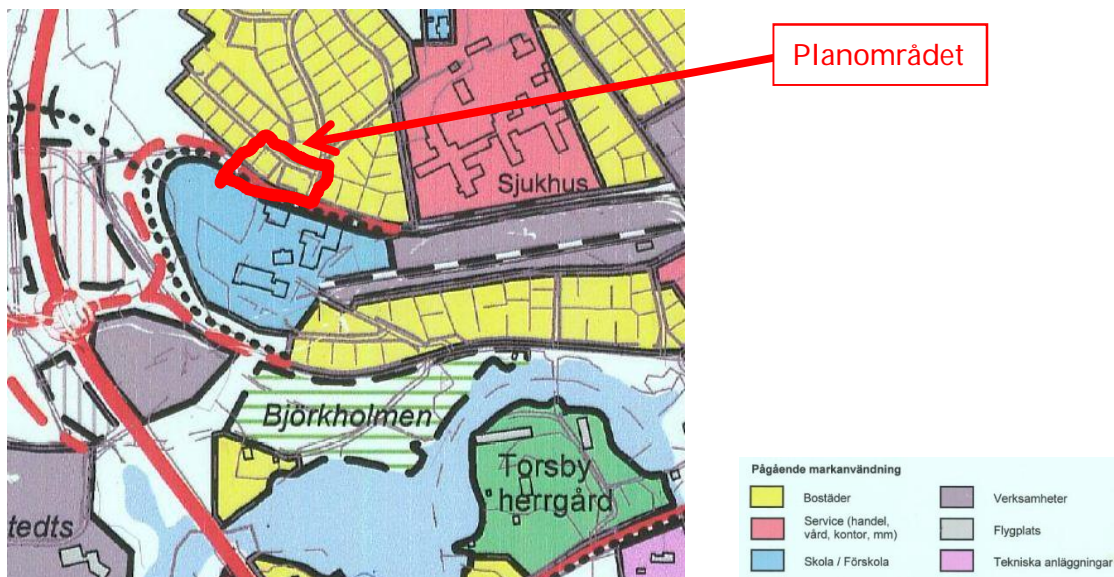 Planområdet
Sjukhus
Björkholmen
Torsby
herrgård
tedts
Pågående markanvändning
Bostäder
Verksamheter
Service (handel,
vård, kontor, mm)
Flygplats
Skola / Förskola
Tekniska anläggningar